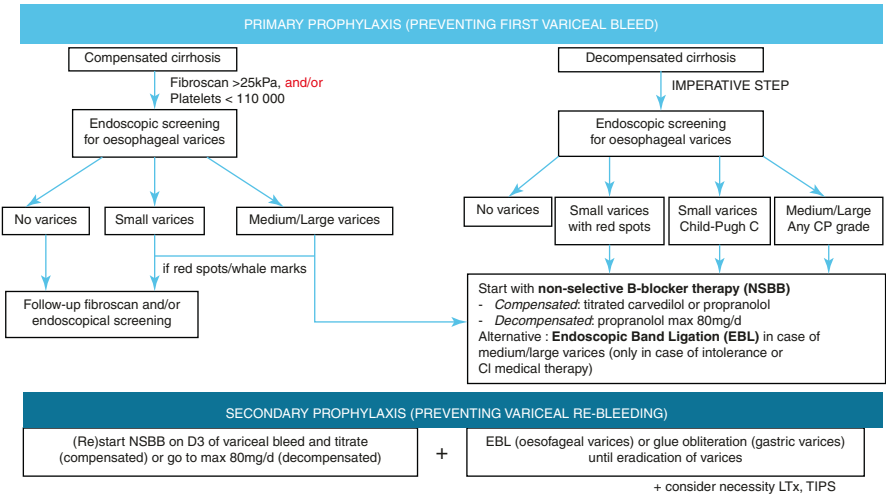 PRIMARY PROPHYLAXIS (PREVENTING FIRST VARICEAL BLEED)
Compensated cirrhosis
Fibroscan >25kPa, and/or
Platelets < 110 000
Endoscopic screening
for oesophageal varices
No varices
Small varices
Medium/Large varices
if red spots/whale marks
Follow-up fibroscan and/or
endoscopical screening
Decompensated cirrhosis
IMPERATIVE STEP
Endoscopic screening
for oesophageal varices
No varices
Small varices
with red spots
Small varices
Child-Pugh C
Medium/Large
Any CP grade
Start with non-selective B-blocker therapy (NSBB)
- Compensated: titrated carvedilol or propranolol
- Decompensated: propranolol max 80mg/d
Alternative : Endoscopic Band Ligation (EBL) in case of
medium/large varices (only in case of intolerance or
CI medical therapy)
SECONDARY PROPHYLAXIS (PREVENTING VARICEAL RE-BLEEDING)
(Re)start NSBB on D3 of variceal bleed and titrate
(compensated) or go to max 80mg/d (decompensated)
+
EBL (oesofageal varices) or glue obliteration (gastric varices)
until eradication of varices
+ consider necessity LTx, TIPS